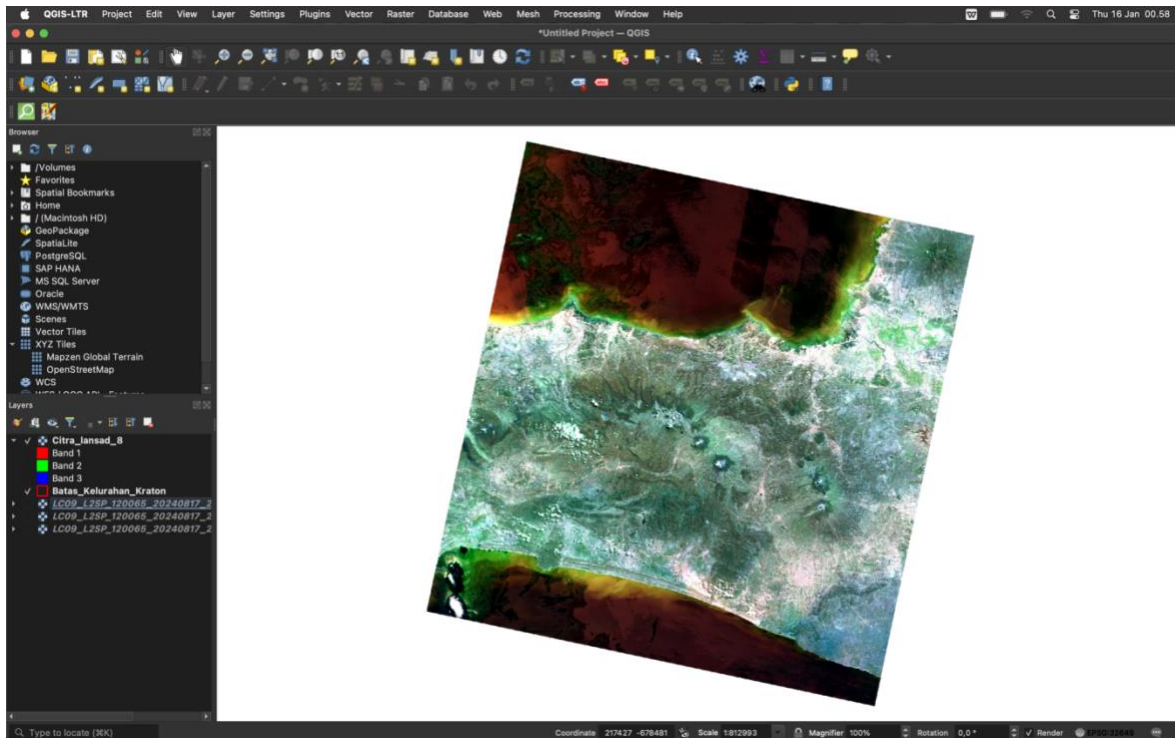 QGIS-LTR Project Edit View Layer Settings Plugins Vector Raster Database Web Mesh Processing Window Help W Thu 16 Jan 00.58
*Untitled Project — QGIS
Browser
/Volumes
Favorites
Spatial Bookmarks
Home
/ (Macintosh HD)
GeoPackage
SpatiaLite
PostgreSQL
SAP HANA
MS SQL Server
Oracle
WMS/WMTS
Scenes
Vector Tiles
XYZ Tiles
Mapzen Global Terrain
OpenStreetMap
WCS
Layers
Citra_lansad_8
Band 1
Band 2
Band 3
Batas_Kelurahan_Kraton
LC09_L2SP_120065_20240817_2
LC09_L2SP_120065_20240817_2
LC09_L2SP_120065_20240817_2
Type to locate (⌘K) Coordinate 217427 -678481 Scale 1:812993 Magnifier 100% Rotation 0,0 ° Render